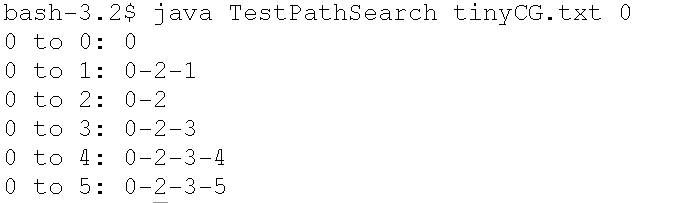 bash-3.2$ java TestPathSearch tinyCG.txt 0
0 to 0: 0
0 to 1: 0-2-1
0 to 2: 0-2
0 to 3: 0-2-3
0 to 4: 0-2-3-4
0 to 5: 0-2-3-5